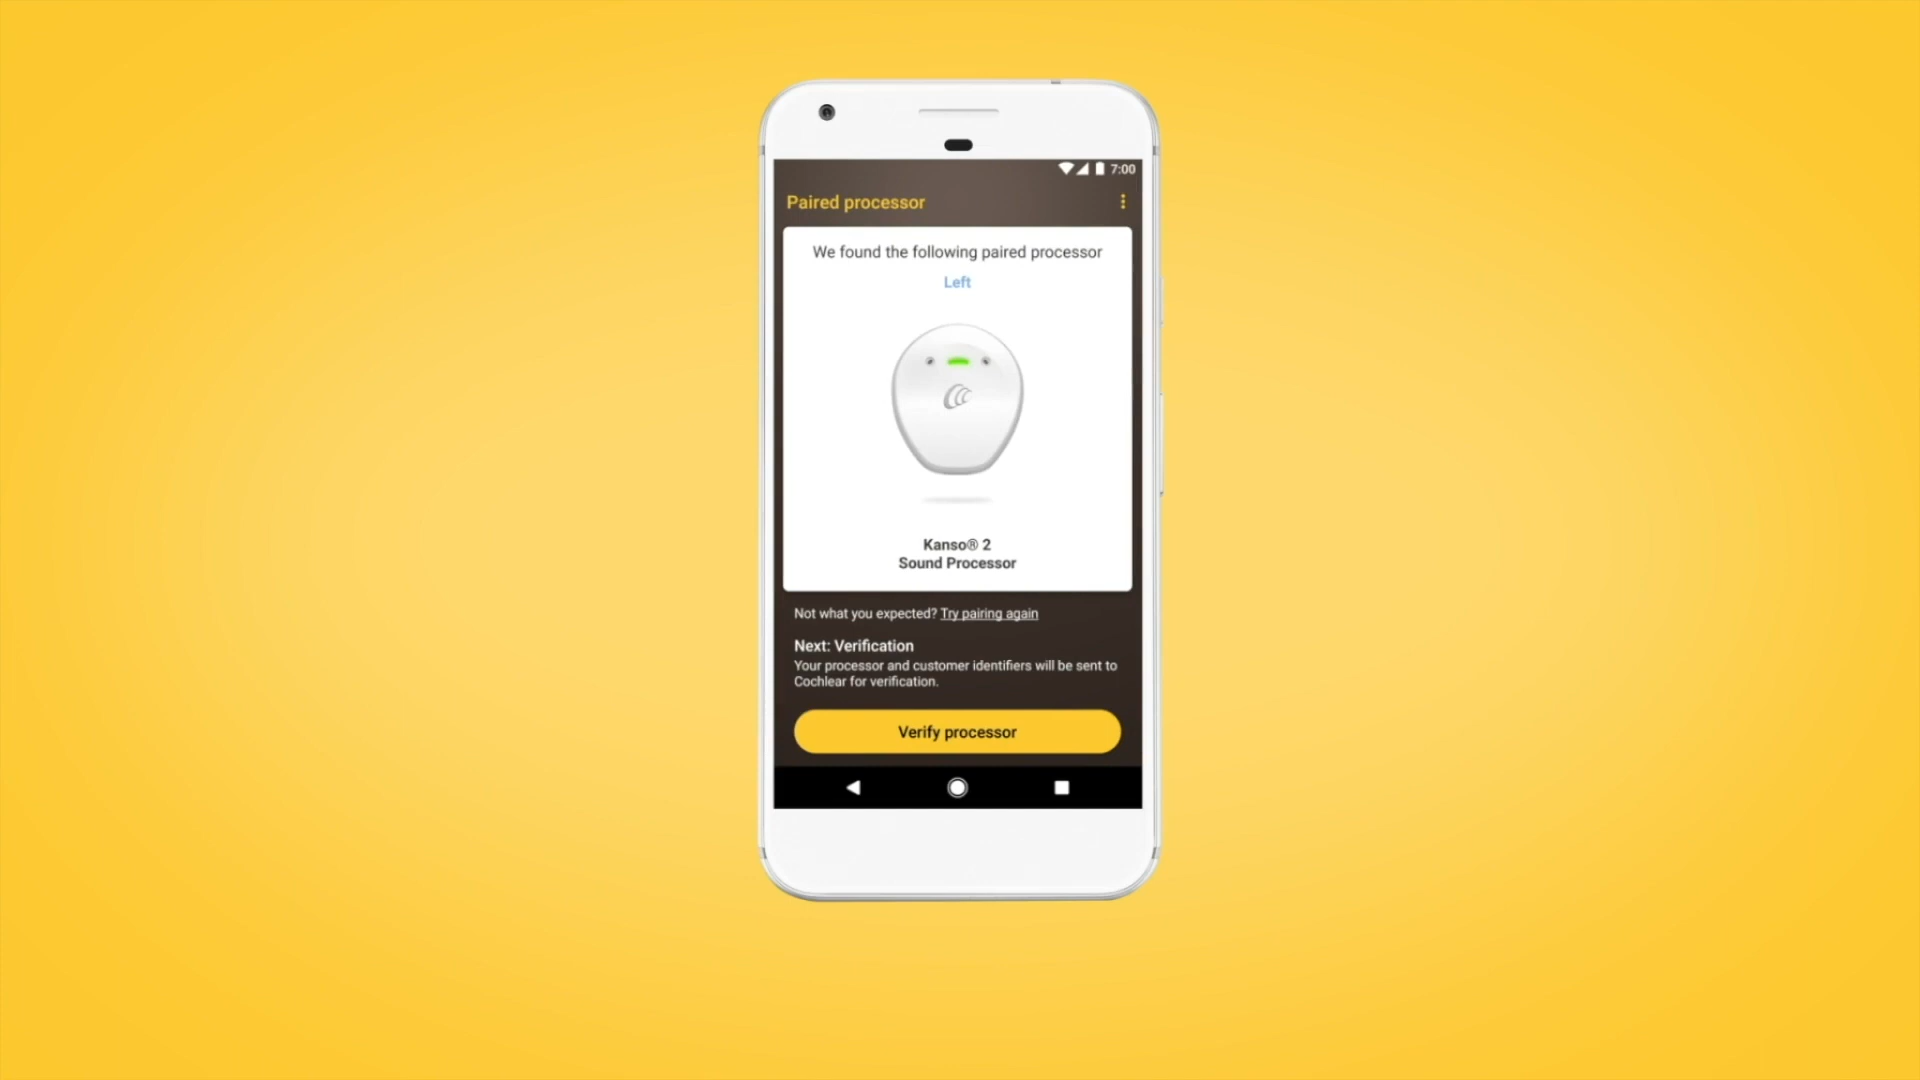 7:00
Paired processor
We found the following paired processor
Left
Kanso® 2
Sound Processor
Not what you expected? Try pairing again
Next: Verification
Your processor and customer identifiers will be sent to
Cochlear for verification.
Verify processor